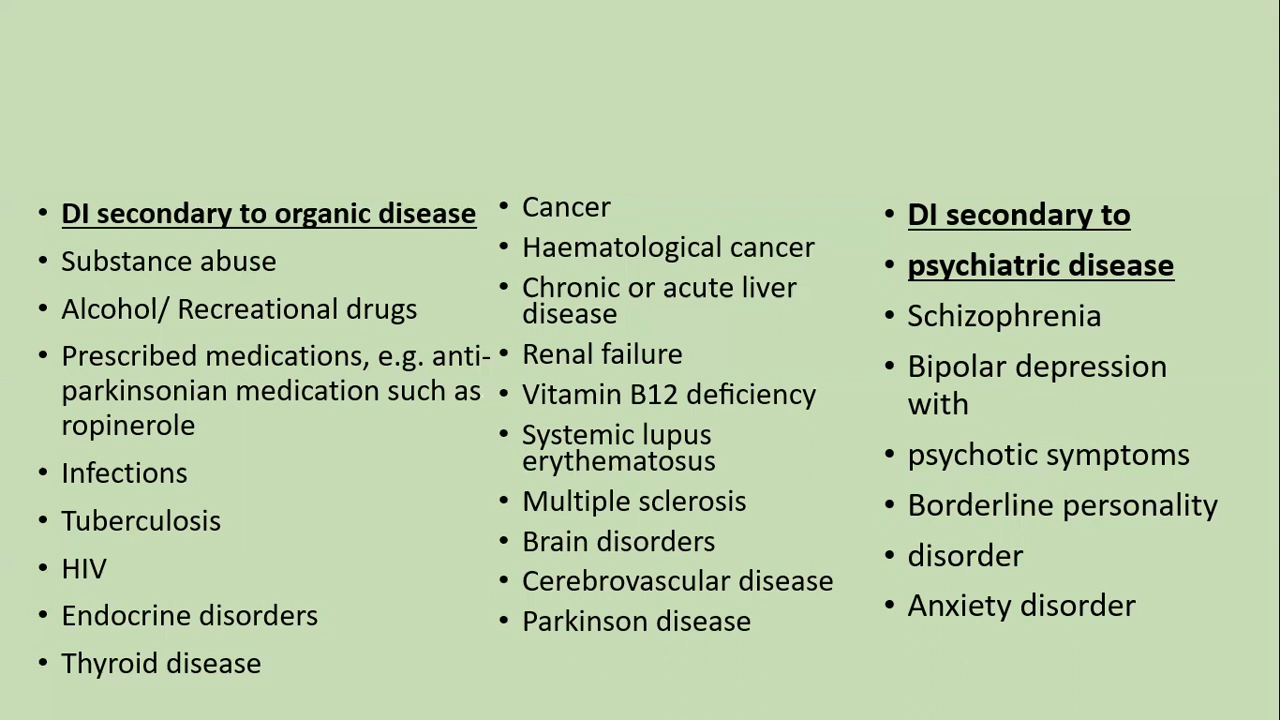 • DI secondary to organic disease
• Substance abuse
• Alcohol/ Recreational drugs
• Prescribed medications, e.g. anti-
parkinsonian medication such as
ropinerole
• Infections
• Tuberculosis
• HIV
• Endocrine disorders
• Thyroid disease
• Cancer
• Haematological cancer
• Chronic or acute liver
disease
• Renal failure
• Vitamin B12 deficiency
• Systemic lupus
erythematosus
• Multiple sclerosis
• Brain disorders
• Cerebrovascular disease
• Parkinson disease
• DI secondary to
• psychiatric disease
• Schizophrenia
• Bipolar depression
with
• psychotic symptoms
• Borderline personality
• disorder
• Anxiety disorder